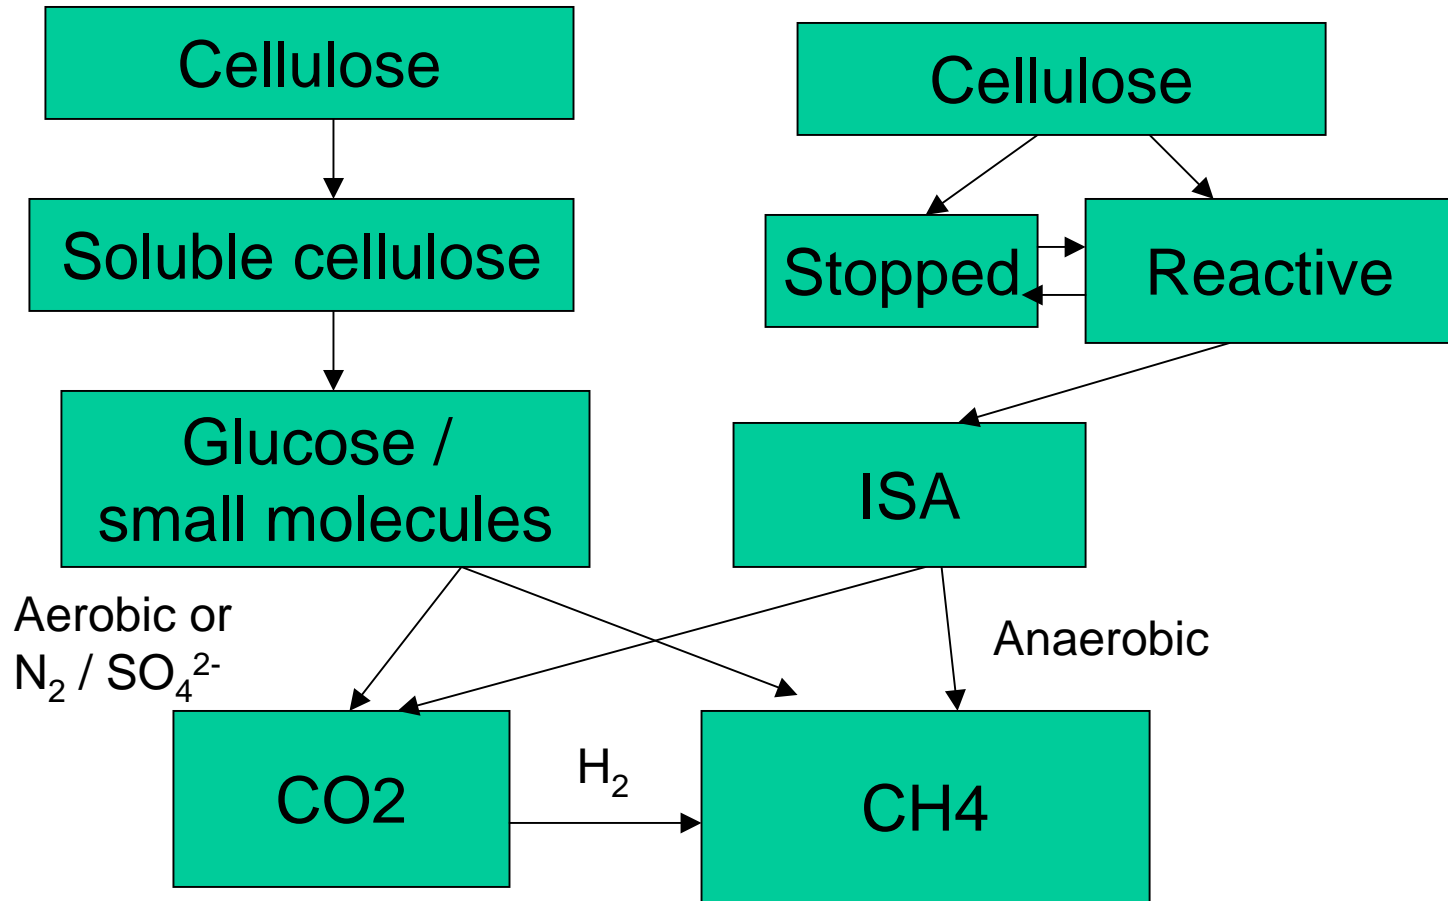 Cellulose
Cellulose
Soluble cellulose
Stopped
Reactive
Glucose /
small molecules
ISA
Aerobic or
N₂ / SO₄²⁻
Anaerobic
CO2
H₂
CH4